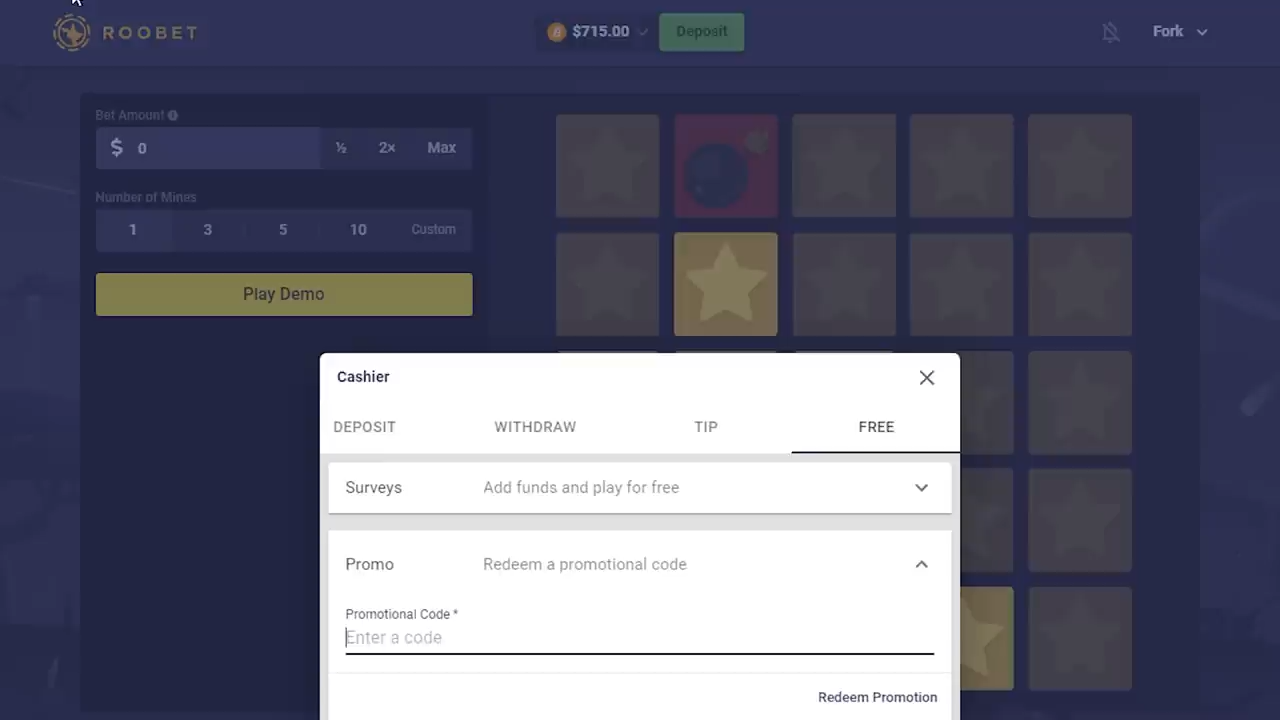 ROOBET
$715.00
Deposit
Fork
Bet Amount
$ 0 ½ 2× Max
Number of Mines
1 3 5 10 Custom
Play Demo
Cashier
DEPOSIT WITHDRAW TIP FREE
Surveys Add funds and play for free
Promo Redeem a promotional code
Promotional Code *
Enter a code
Redeem Promotion